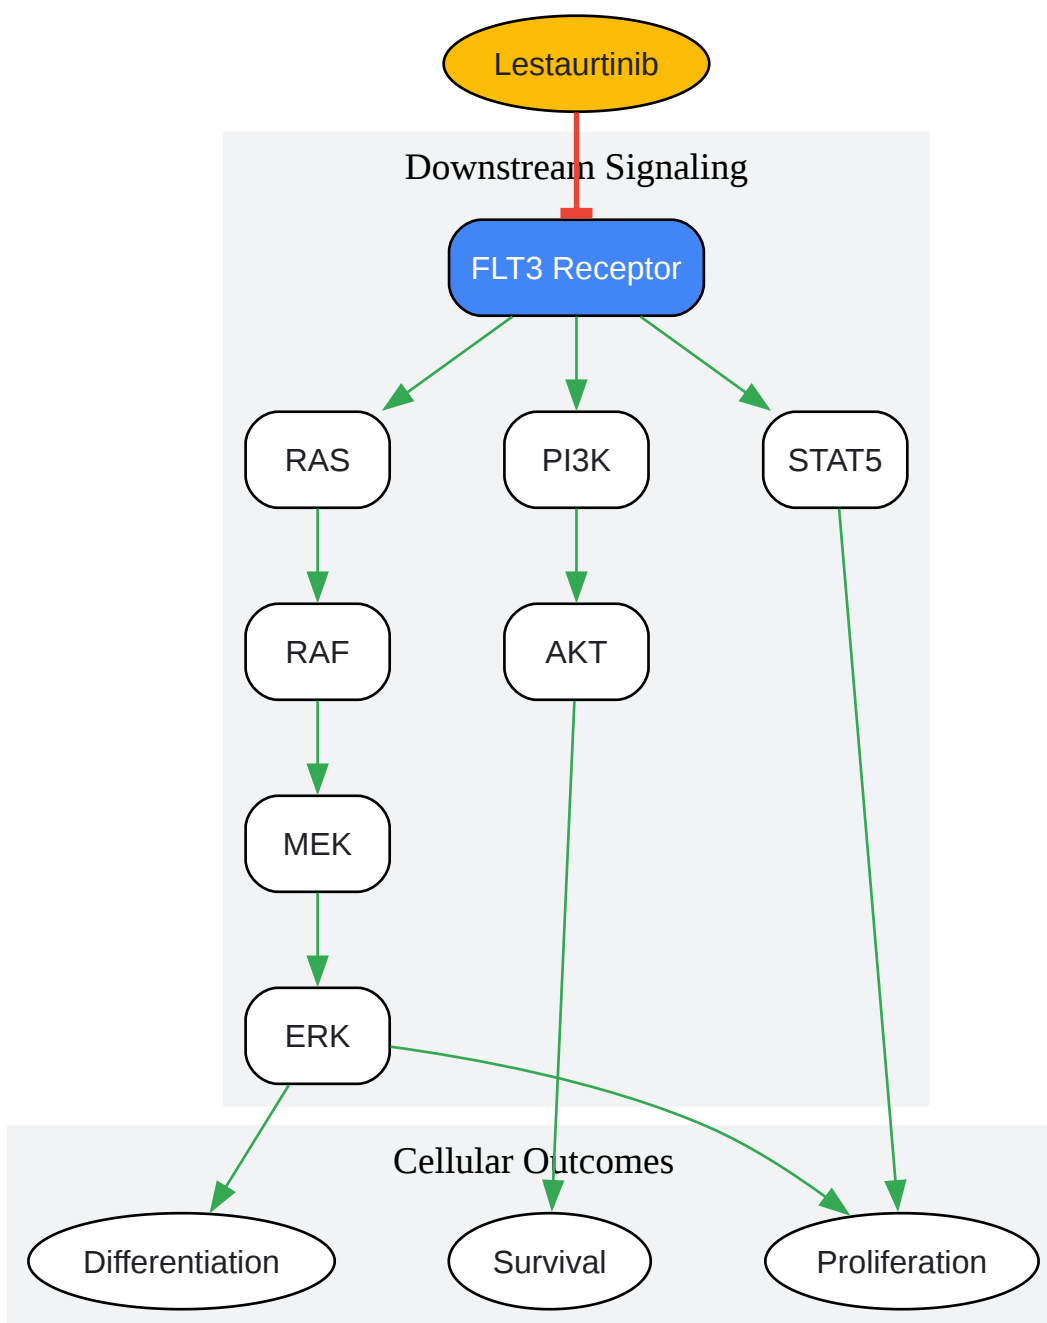 Lestaurtinib
Downstream Signaling
FLT3 Receptor
RAS
PI3K
STAT5
RAF
AKT
MEK
ERK
Cellular Outcomes
Differentiation
Survival
Proliferation